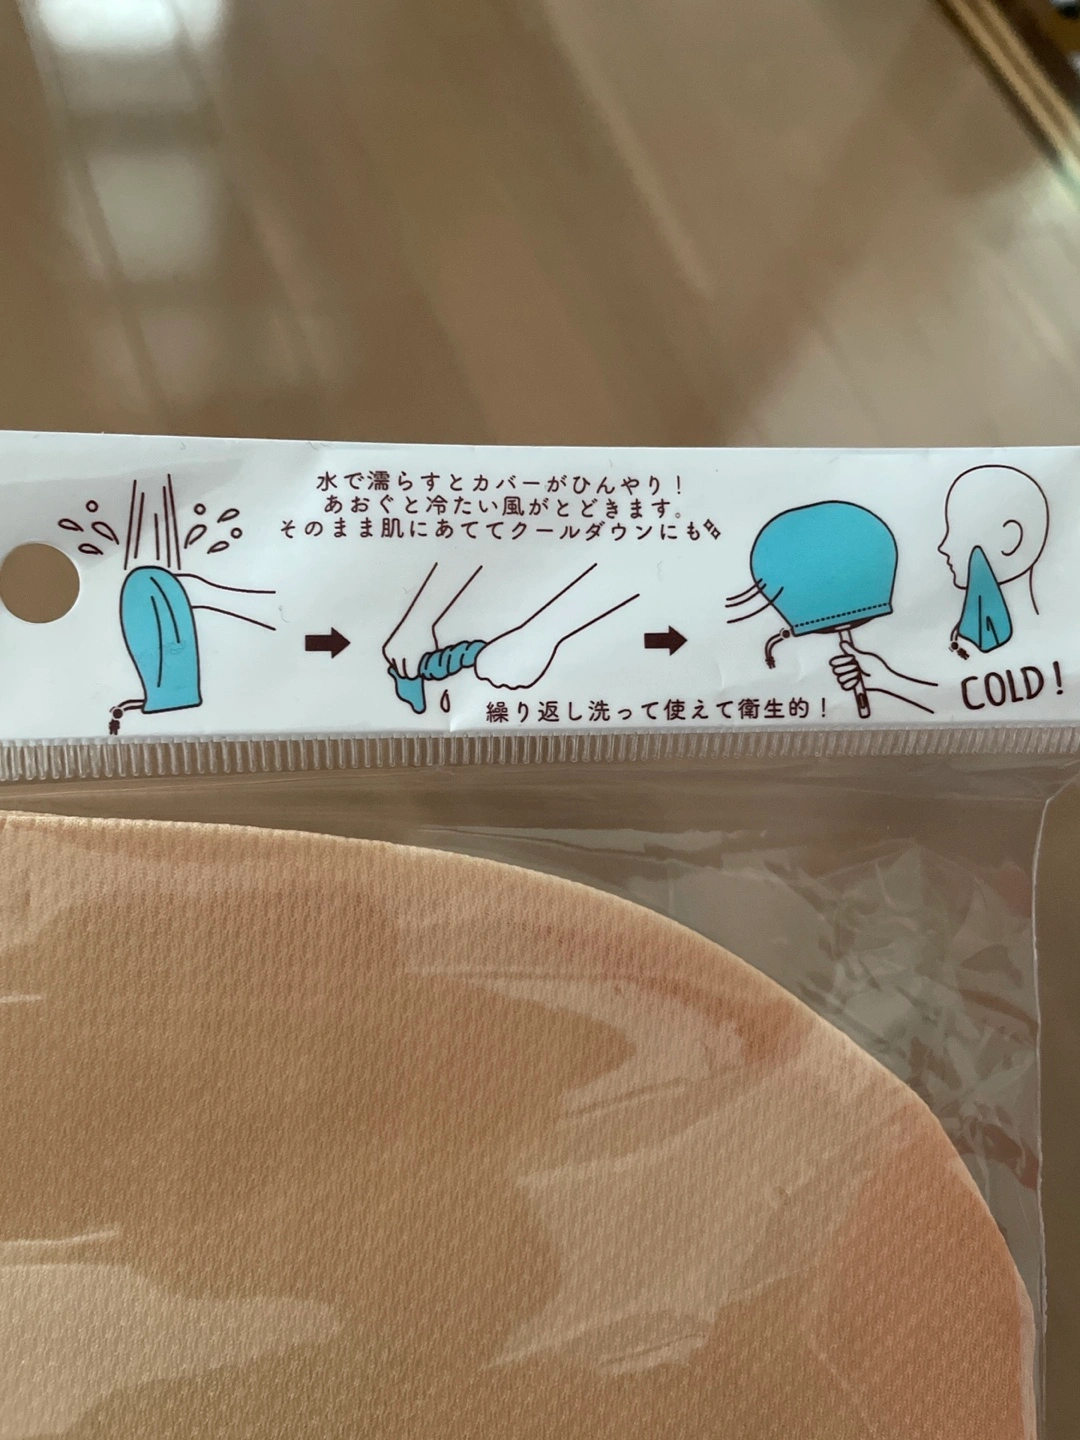 水で濡らすとカバーがひんやり！
あおぐと冷たい風がとどきます。
そのまま肌にあててクールダウンにも
繰り返し洗って使えて衛生的！
COLD!